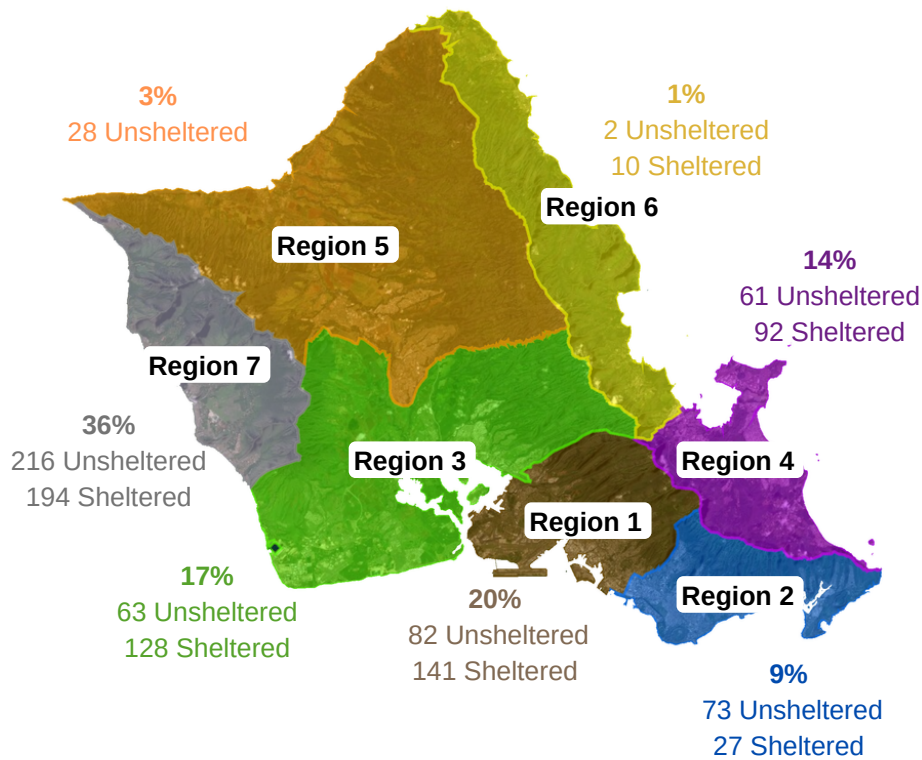 3%
28 Unsheltered
1%
2 Unsheltered
10 Sheltered
Region 6
Region 5
14%
61 Unsheltered
92 Sheltered
Region 7
36%
216 Unsheltered
194 Sheltered
Region 3
Region 4
Region 1
17%
63 Unsheltered
128 Sheltered
20%
82 Unsheltered
141 Sheltered
Region 2
9%
73 Unsheltered
27 Sheltered